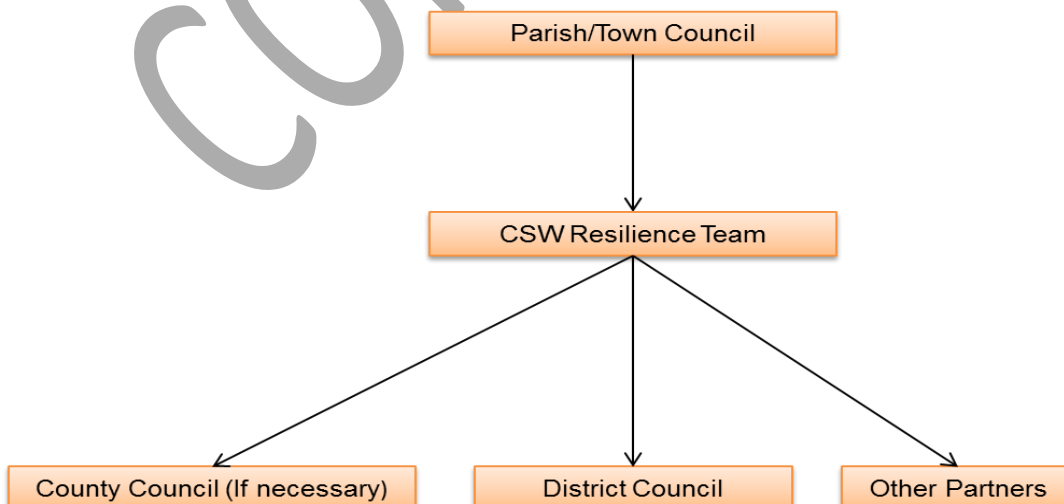 Parish/Town Council
CSW Resilience Team
County Council (If necessary)
District Council
Other Partners